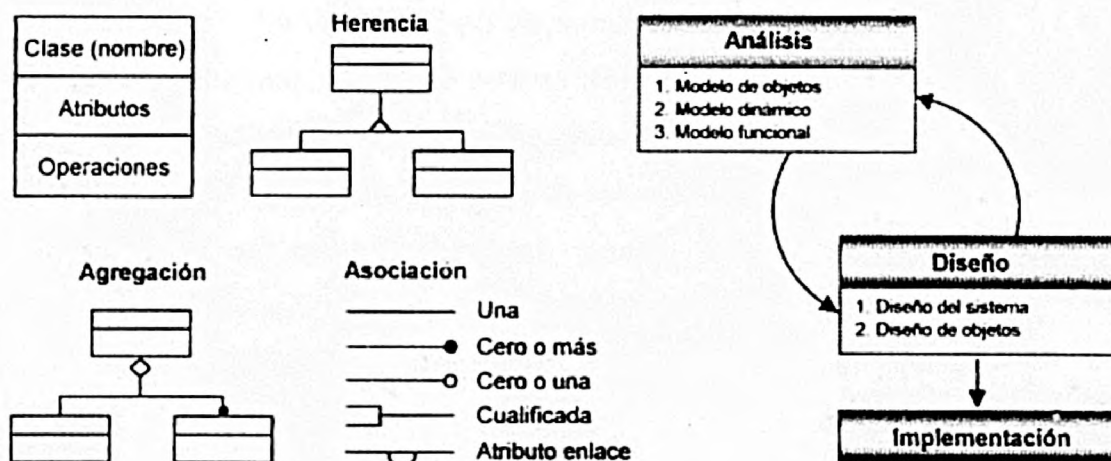 Clase (nombre)
Atributos
Operaciones
Herencia
Agregación
Asociación
Una
Cero o más
Cero o una
Cualificada
Atributo enlace
Análisis
1. Modelo de objetos
2. Modelo dinámico
3. Modelo funcional
Diseño
1. Diseño del sistema
2. Diseño de objetos
Implementación